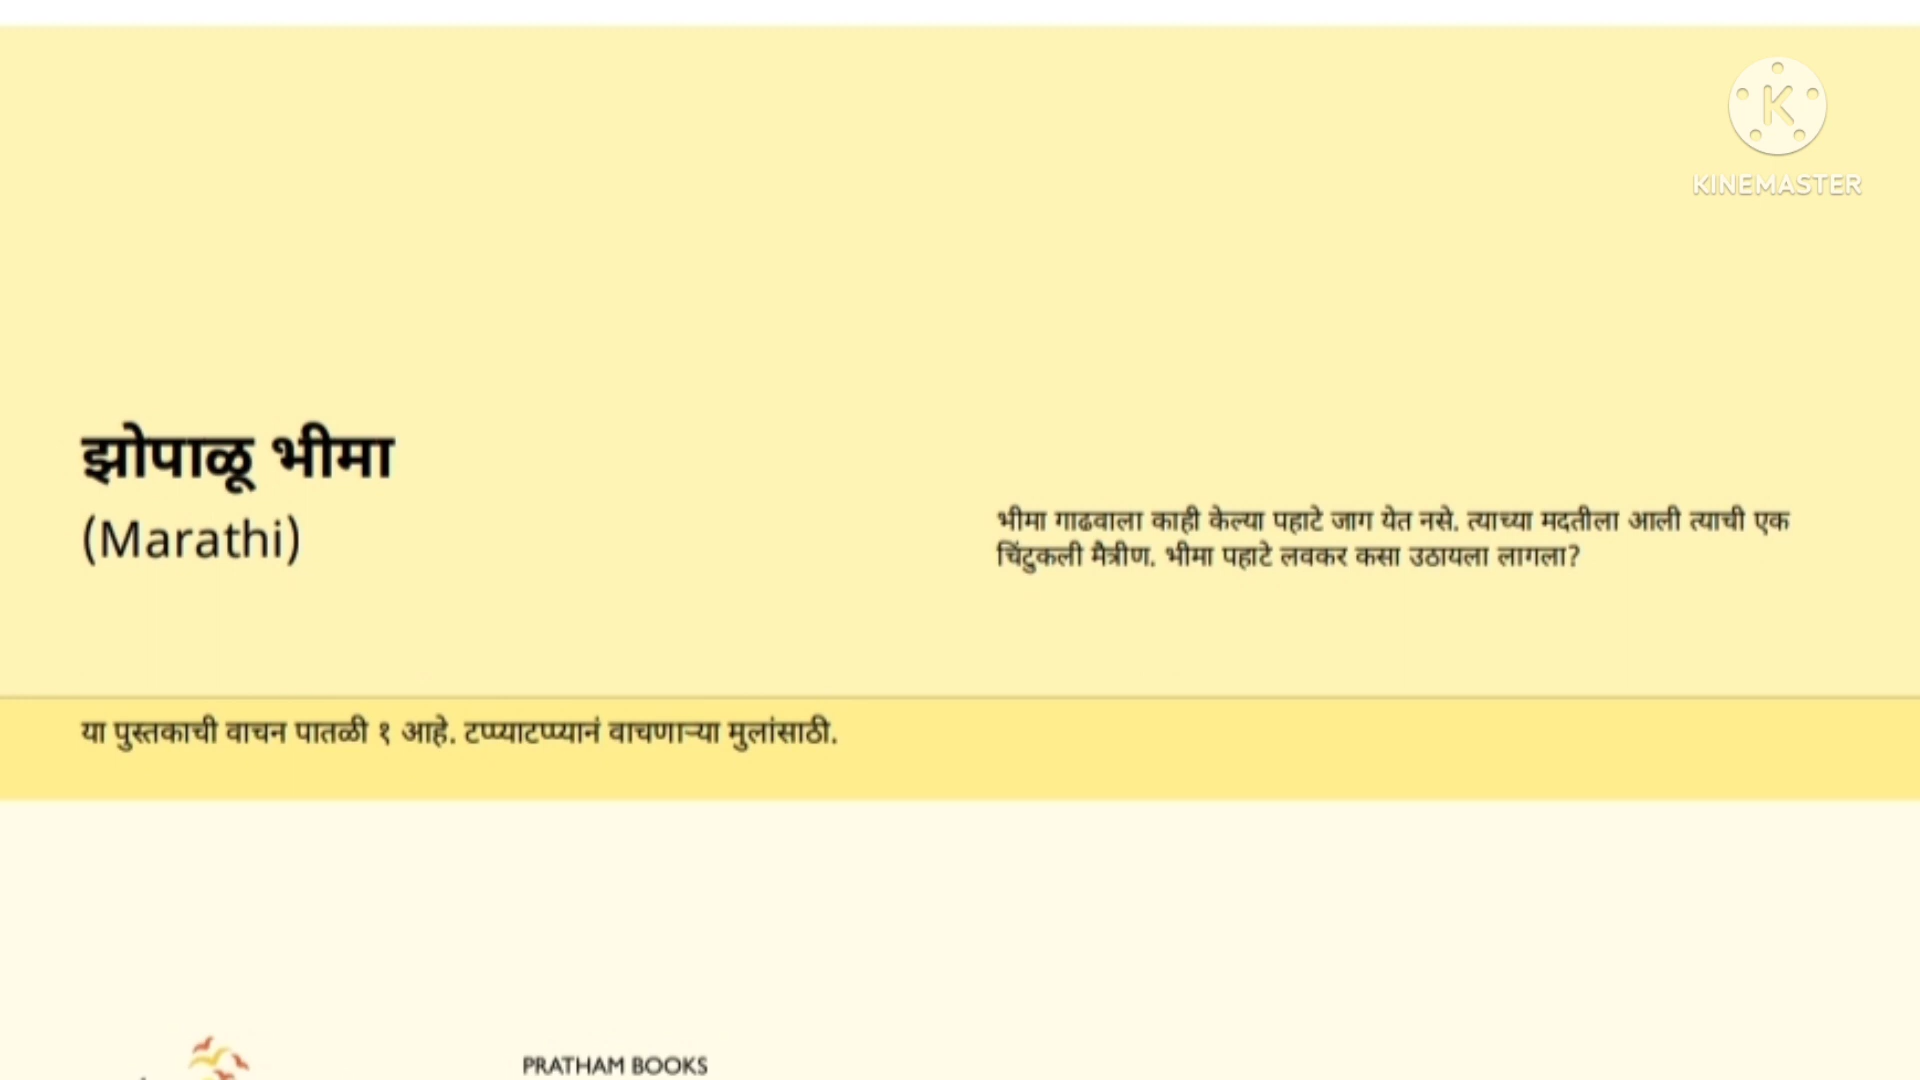 KINEMASTER
झोपाळू भीमा
(Marathi)
भीमा गाढवाला काही केल्या पहाटे जाग येत नसे. त्याच्या मदतीला आली त्याची एक
चिंटुकली मैत्रीण. भीमा पहाटे लवकर कसा उठायला लागला?
या पुस्तकाची वाचन पातळी १ आहे. टप्प्याटप्प्यानं वाचणाऱ्या मुलांसाठी.
PRATHAM BOOKS